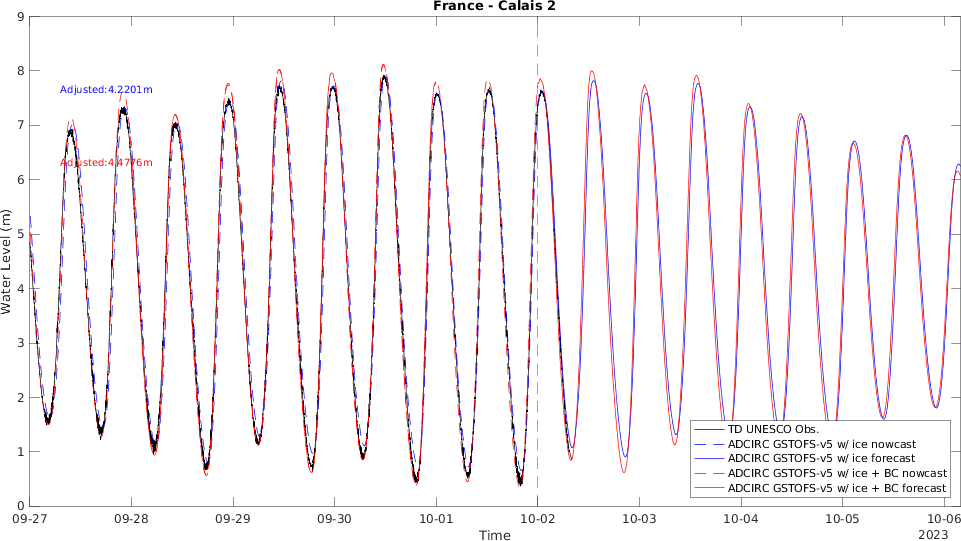 France - Calais 2
9
8
7
6
5
4
3
2
1
0
Water Level (m)
Adjusted:4.2201m
Adjusted:4.4776m
TD UNESCO Obs.
ADCIRC GSTOFS-v5 w/ ice nowcast
ADCIRC GSTOFS-v5 w/ ice forecast
ADCIRC GSTOFS-v5 w/ ice + BC nowcast
ADCIRC GSTOFS-v5 w/ ice + BC forecast
09-27 09-28 09-29 09-30 10-01 10-02 10-03 10-04 10-05 10-06
Time
2023